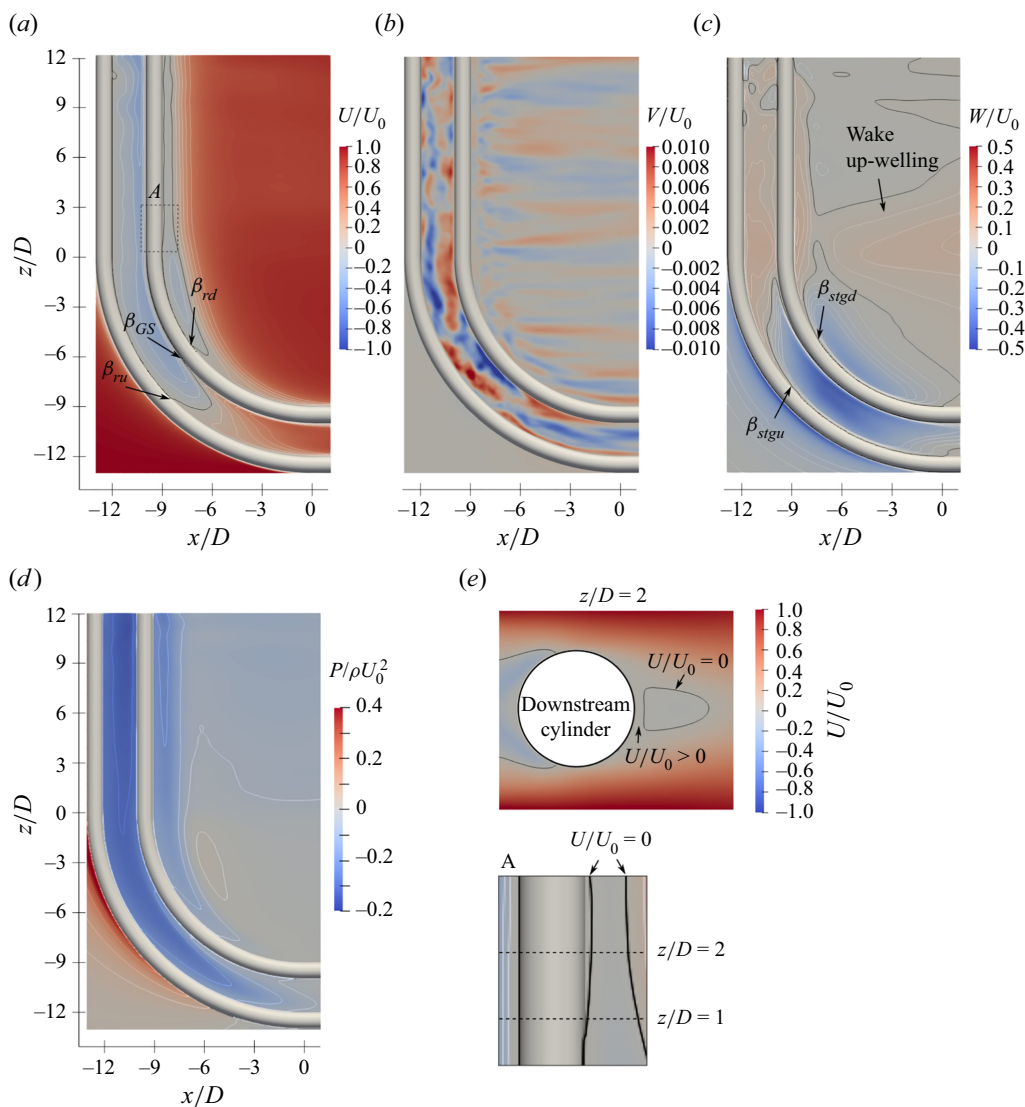 (a)
(b)
(c)
12
9
6
3
0
−3
−6
−9
−12
z/D
A
β_rd
β_GS
β_ru
−12 −9 −6 −3 0
x/D
U/U_0
1.0
0.8
0.6
0.4
0.2
0
−0.2
−0.4
−0.6
−0.8
−1.0
−12 −9 −6 −3 0
x/D
V/U_0
0.010
0.008
0.006
0.004
0.002
0
−0.002
−0.004
−0.006
−0.008
−0.010
Wake
up-welling
β_stgd
β_stgu
−12 −9 −6 −3 0
x/D
W/U_0
0.5
0.4
0.3
0.2
0.1
0
−0.1
−0.2
−0.3
−0.4
−0.5
(d)
12
9
6
3
0
−3
−6
−9
−12
z/D
−12 −9 −6 −3 0
x/D
P/ρU_0^2
0.4
0.2
0
−0.2
−0.2
(e)
z/D = 2
U/U_0 = 0
Downstream
cylinder
U/U_0 > 0
1.0
0.8
0.6
0.4
0.2
0
−0.2
−0.4
−0.6
−0.8
−1.0
U/U_0
U/U_0 = 0
A
z/D = 2
z/D = 1